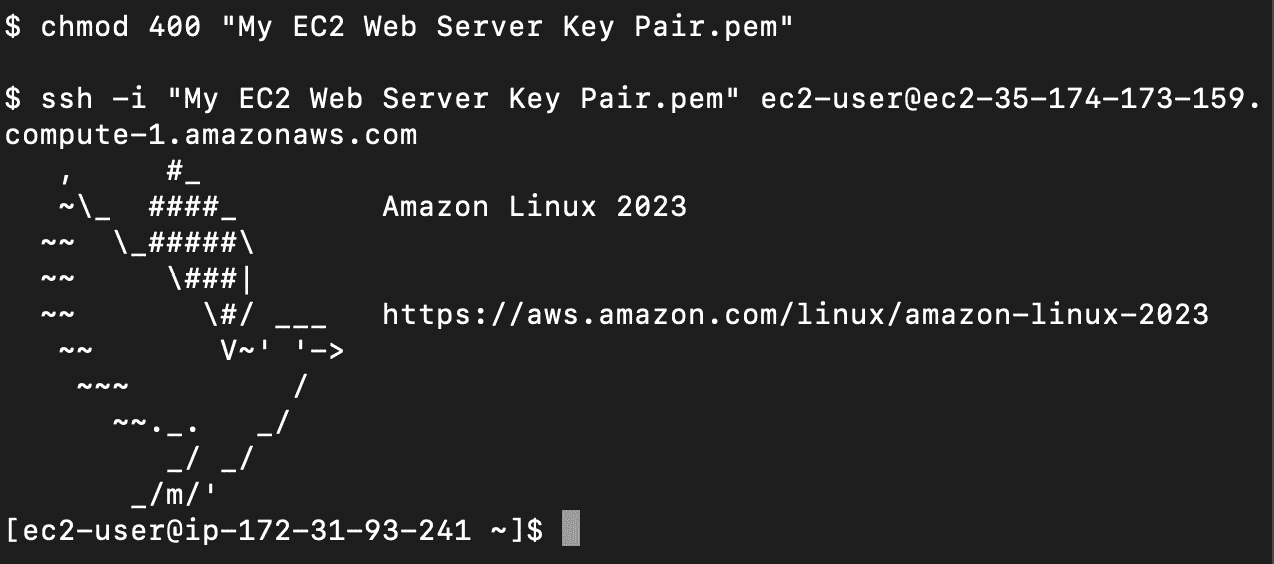 $ chmod 400 "My EC2 Web Server Key Pair.pem"
$ ssh -i "My EC2 Web Server Key Pair.pem" ec2-user@ec2-35-174-173-159.
compute-1.amazonaws.com
   ,     #_
   ~\_  ####_        Amazon Linux 2023
  ~~  \_#####\
  ~~     \###|
  ~~       \#/ ___   https://aws.amazon.com/linux/amazon-linux-2023
   ~~       V~' '->
    ~~~         /
      ~~._.   _/
         _/ _/
       _/m/'
[ec2-user@ip-172-31-93-241 ~]$